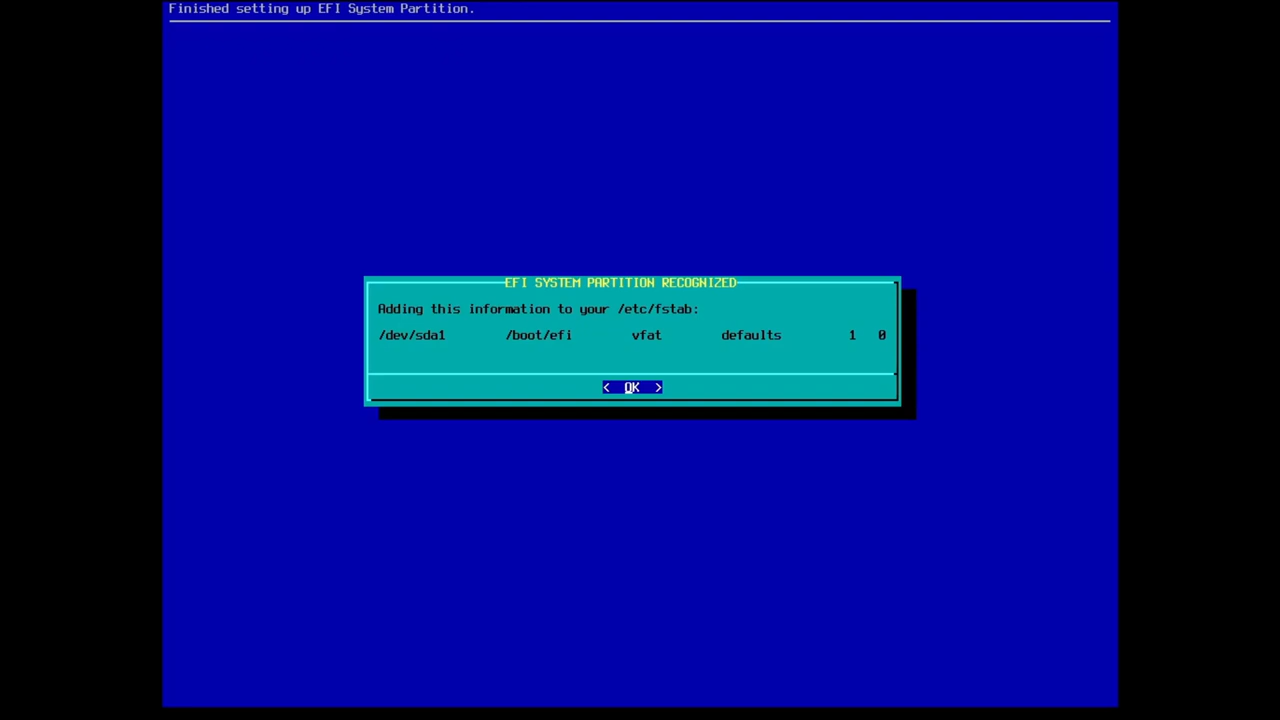 Finished setting up EFI System Partition.
EFI SYSTEM PARTITION RECOGNIZED
Adding this information to your /etc/fstab:
/dev/sda1 /boot/efi vfat defaults 1 0
< OK >